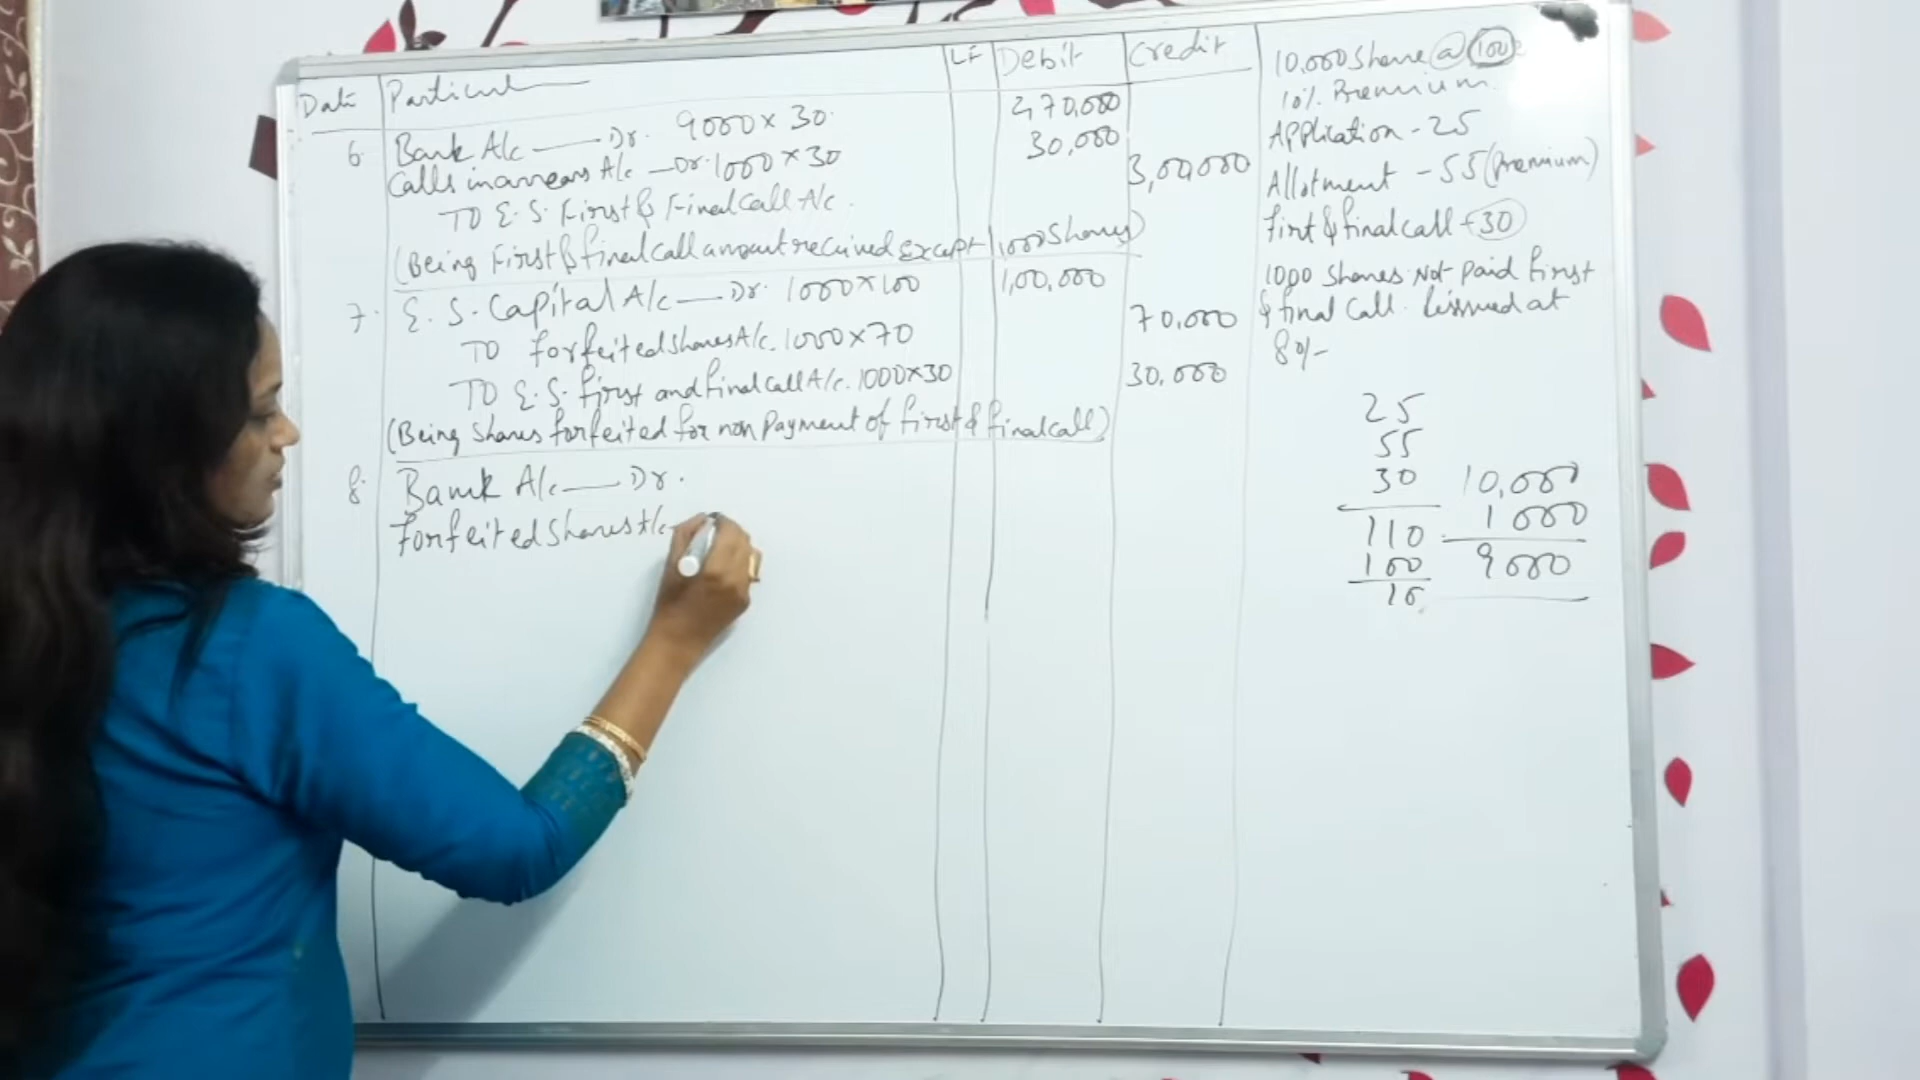 Date Particul LF Debit Credit
6. Bank A/c — Dr. 9000 × 30 2,70,000
Calls in arrears A/c — Dr. 1000 × 30 30,000
TO E.S. First & Final Call A/c. 3,00,000
(Being First & final call amount received except 1000 Shares)
7. E.S. Capital A/c — Dr. 1000 × 100 1,00,000
TO forfeited shares A/c. 1000 × 70 70,000
TO E.S. first and final call A/c. 1000 × 30 30,000
(Being Shares forfeited for non payment of first & final call)
8. Bank A/c — Dr.
forfeited Shares A/c
10,000 Share @ 100
10% Premium
Application - 25
Allotment - 55 (Premium)
first & final call - 30
1000 Shares Not paid first
& final Call. at
25
55
30
110
100
10
10,000
1000
9000